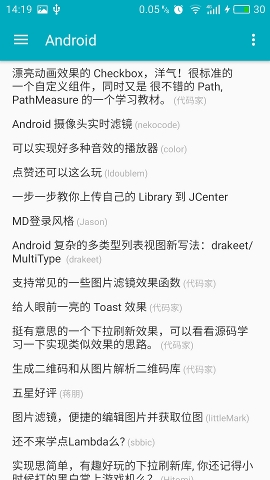 14:19
0.05 % 30
Android
漂亮动画效果的 Checkbox，洋气！很标准的
一个自定义组件，同时又是 很不错的 Path,
PathMeasure 的一个学习教材。 (代码家)
Android 摄像头实时滤镜 (nekocode)
可以实现好多种音效的播放器 (color)
点赞还可以这么玩 (ldoublem)
一步一步教你上传自己的 Library 到 JCenter
MD登录风格 (Jason)
Android 复杂的多类型列表视图新写法：drakeet/
MultiType (drakeet)
支持常见的一些图片滤镜效果函数 (代码家)
给人眼前一亮的 Toast 效果 (代码家)
挺有意思的一个下拉刷新效果，可以看看源码学
习一下实现类似效果的思路。 (代码家)
生成二维码和从图片解析二维码库 (代码家)
五星好评 (蒋朋)
图片滤镜，便捷的编辑图片并获取位图 (littleMark)
还不来学点Lambda么? (sbbic)
实现思简单，有趣好玩的下拉刷新库, 你还记得小
时候打的黑白掌上游戏机么？ (Hitomi)